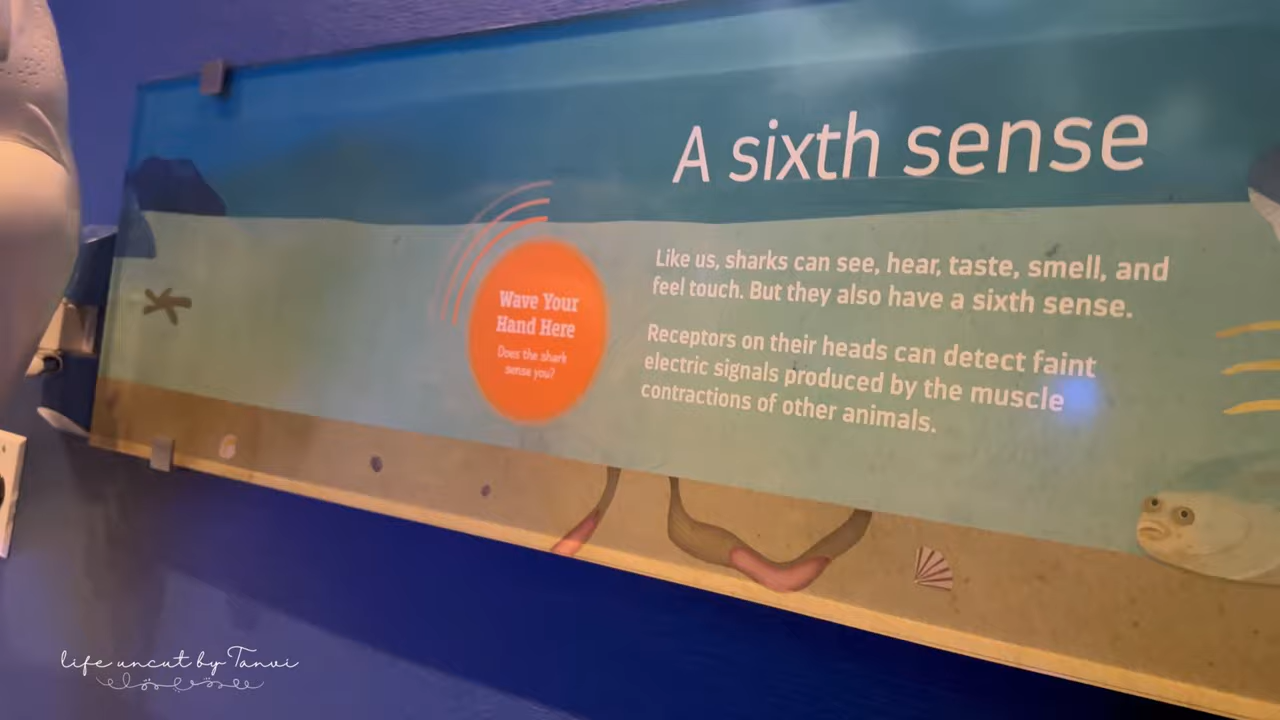 A sixth sense
Like us, sharks can see, hear, taste, smell, and
feel touch. But they also have a sixth sense.
Receptors on their heads can detect faint
electric signals produced by the muscle
contractions of other animals.
Wave Your
Hand Here
Does the shark
sense you?
life uncut by Tanvi